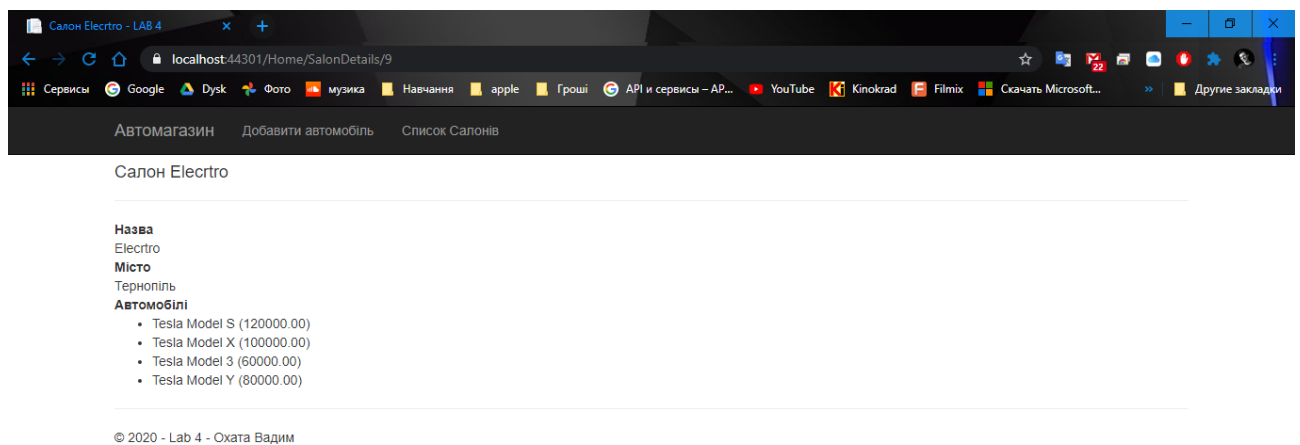 Салон Elecrtro - LAB 4
localhost:44301/Home/SalonDetails/9
22
Сервисы Google Dysk Фото музика Навчання apple Гроші API и сервисы – AP... YouTube Kinokrad Filmix Скачать Microsoft... » Другие закладки
Автомагазин Добавити автомобіль Список Салонів
Салон Elecrtro
Назва
Elecrtro
Місто
Тернопіль
Автомобілі
• Tesla Model S (120000.00)
• Tesla Model X (100000.00)
• Tesla Model 3 (60000.00)
• Tesla Model Y (80000.00)
© 2020 - Lab 4 - Охата Вадим